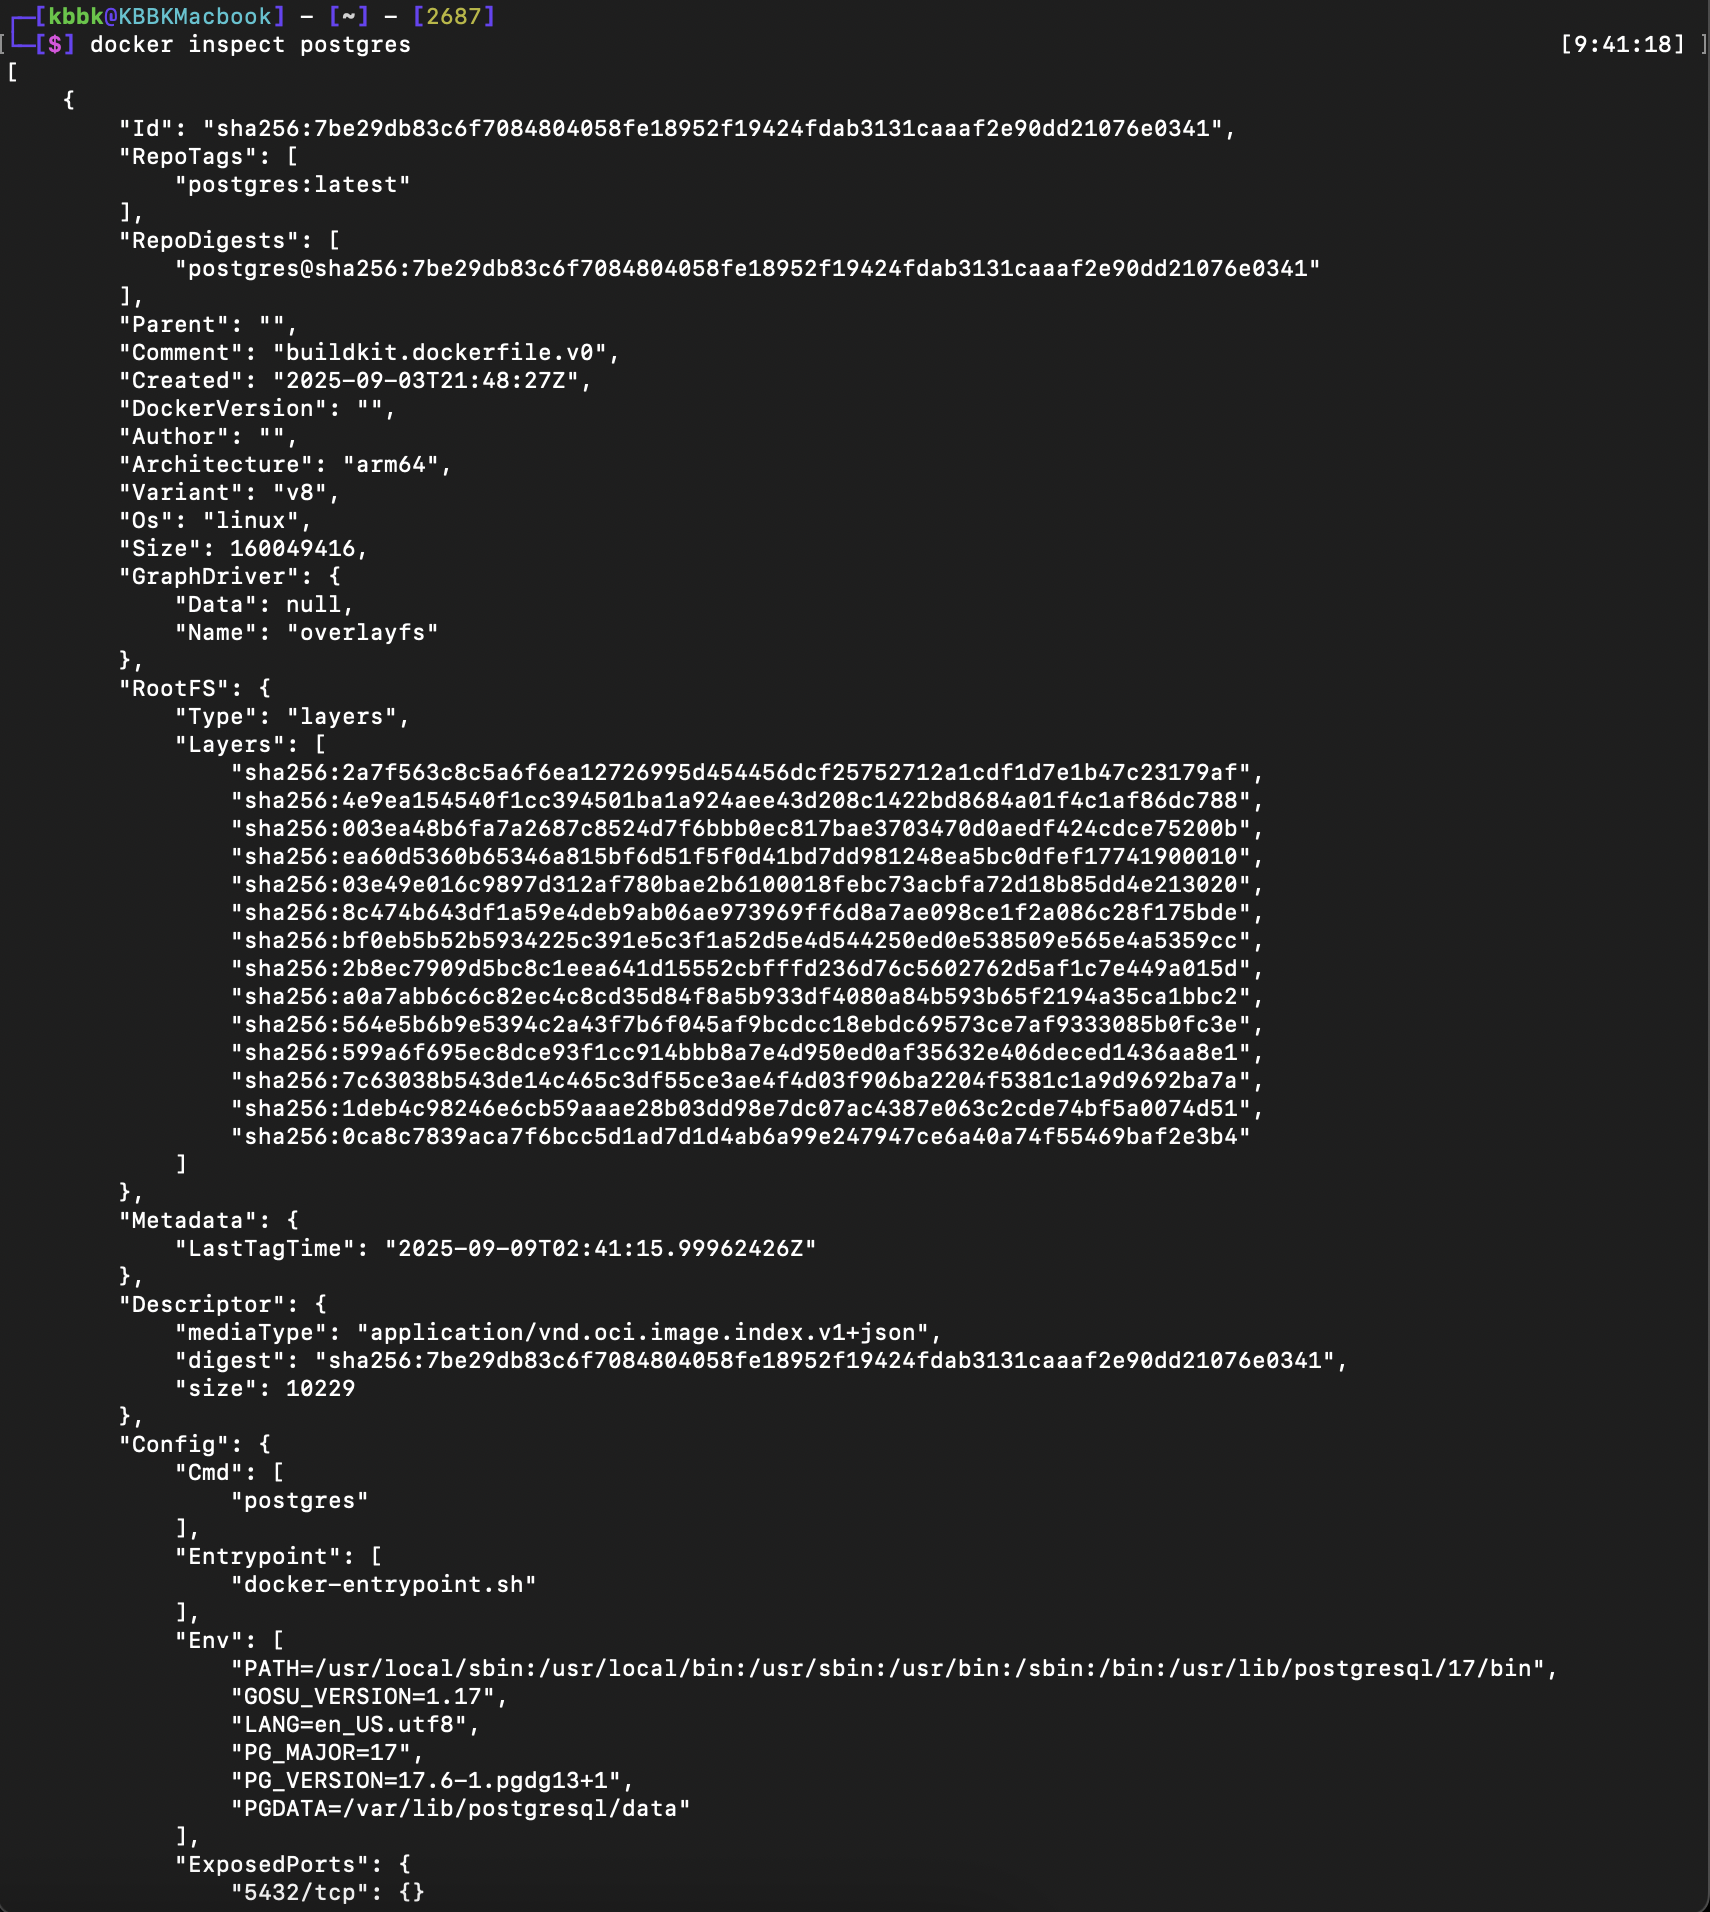 [kbbk@KBBKMacbook] - [~] - [2687]
[$] docker inspect postgres [9:41:18]
[
    {
        "Id": "sha256:7be29db83c6f7084804058fe18952f19424fdab3131caaaf2e90dd21076e0341",
        "RepoTags": [
            "postgres:latest"
        ],
        "RepoDigests": [
            "postgres@sha256:7be29db83c6f7084804058fe18952f19424fdab3131caaaf2e90dd21076e0341"
        ],
        "Parent": "",
        "Comment": "buildkit.dockerfile.v0",
        "Created": "2025-09-03T21:48:27Z",
        "DockerVersion": "",
        "Author": "",
        "Architecture": "arm64",
        "Variant": "v8",
        "Os": "linux",
        "Size": 160049416,
        "GraphDriver": {
            "Data": null,
            "Name": "overlayfs"
        },
        "RootFS": {
            "Type": "layers",
            "Layers": [
                "sha256:2a7f563c8c5a6f6ea12726995d454456dcf25752712a1cdf1d7e1b47c23179af",
                "sha256:4e9ea154540f1cc394501ba1a924aee43d208c1422bd8684a01f4c1af86dc788",
                "sha256:003ea48b6fa7a2687c8524d7f6bbb0ec817bae3703470d0aedf424cdce75200b",
                "sha256:ea60d5360b65346a815bf6d51f5f0d41bd7dd981248ea5bc0dfef17741900010",
                "sha256:03e49e016c9897d312af780bae2b6100018febc73acbfa72d18b85dd4e213020",
                "sha256:8c474b643df1a59e4deb9ab06ae973969ff6d8a7ae098ce1f2a086c28f175bde",
                "sha256:bf0eb5b52b5934225c391e5c3f1a52d5e4d544250ed0e538509e565e4a5359cc",
                "sha256:2b8ec7909d5bc8c1eea641d15552cbfffd236d76c5602762d5af1c7e449a015d",
                "sha256:a0a7abb6c6c82ec4c8cd35d84f8a5b933df4080a84b593b65f2194a35ca1bbc2",
                "sha256:564e5b6b9e5394c2a43f7b6f045af9bcdcc18ebdc69573ce7af9333085b0fc3e",
                "sha256:599a6f695ec8dce93f1cc914bbb8a7e4d950ed0af35632e406deced1436aa8e1",
                "sha256:7c63038b543de14c465c3df55ce3ae4f4d03f906ba2204f5381c1a9d9692ba7a",
                "sha256:1deb4c98246e6cb59aaae28b03dd98e7dc07ac4387e063c2cde74bf5a0074d51",
                "sha256:0ca8c7839aca7f6bcc5d1ad7d1d4ab6a99e247947ce6a40a74f55469baf2e3b4"
            ]
        },
        "Metadata": {
            "LastTagTime": "2025-09-09T02:41:15.99962426Z"
        },
        "Descriptor": {
            "mediaType": "application/vnd.oci.image.index.v1+json",
            "digest": "sha256:7be29db83c6f7084804058fe18952f19424fdab3131caaaf2e90dd21076e0341",
            "size": 10229
        },
        "Config": {
            "Cmd": [
                "postgres"
            ],
            "Entrypoint": [
                "docker-entrypoint.sh"
            ],
            "Env": [
                "PATH=/usr/local/sbin:/usr/local/bin:/usr/sbin:/usr/bin:/sbin:/bin:/usr/lib/postgresql/17/bin",
                "GOSU_VERSION=1.17",
                "LANG=en_US.utf8",
                "PG_MAJOR=17",
                "PG_VERSION=17.6-1.pgdg13+1",
                "PGDATA=/var/lib/postgresql/data"
            ],
            "ExposedPorts": {
                "5432/tcp": {}